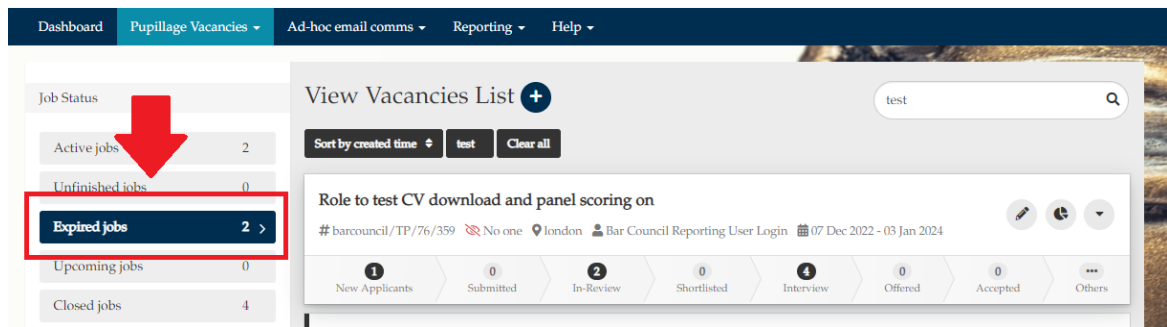 Dashboard Pupillage Vacancies Ad-hoc email comms Reporting Help
Job Status
Active jobs 2
Unfinished jobs 0
Expired jobs 2
Upcoming jobs 0
Closed jobs 4
View Vacancies List +
test
Sort by created time test Clear all
Role to test CV download and panel scoring on
# barcouncil/TP/76/359 No one london Bar Council Reporting User Login 07 Dec 2022 - 03 Jan 2024
1 0 2 0 4 0 0 •••
New Applicants Submitted In-Review Shortlisted Interview Offered Accepted Others